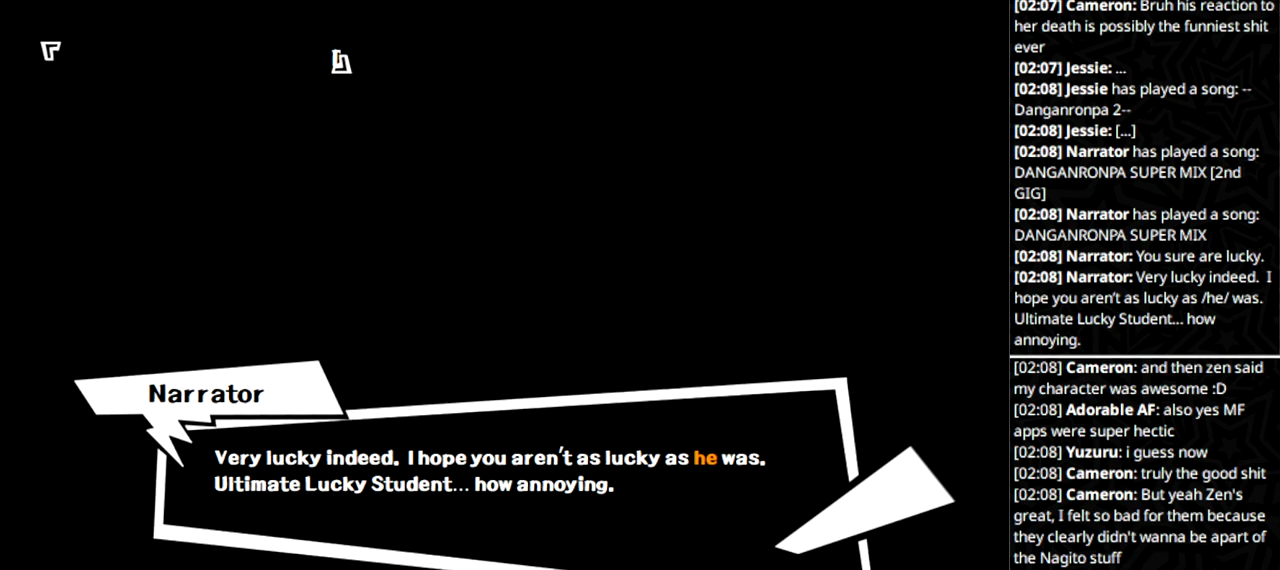 Narrator
Very lucky indeed. I hope you aren't as lucky as he was.
Ultimate Lucky Student... how annoying.
[02:07] Cameron: Bruh his reaction to
her death is possibly the funniest shit
ever
[02:07] Jessie: ...
[02:08] Jessie has played a song: --
Danganronpa 2--
[02:08] Jessie: [...]
[02:08] Narrator has played a song:
DANGANRONPA SUPER MIX [2nd
GIG]
[02:08] Narrator has played a song:
DANGANRONPA SUPER MIX
[02:08] Narrator: You sure are lucky.
[02:08] Narrator: Very lucky indeed.  I
hope you aren’t as lucky as /he/ was.
Ultimate Lucky Student... how
annoying.
[02:08] Cameron: and then zen said
my character was awesome :D
[02:08] Adorable AF: also yes MF
apps were super hectic
[02:08] Yuzuru: i guess now
[02:08] Cameron: truly the good shit
[02:08] Cameron: But yeah Zen's
great, I felt so bad for them because
they clearly didn't wanna be apart of
the Nagito stuff